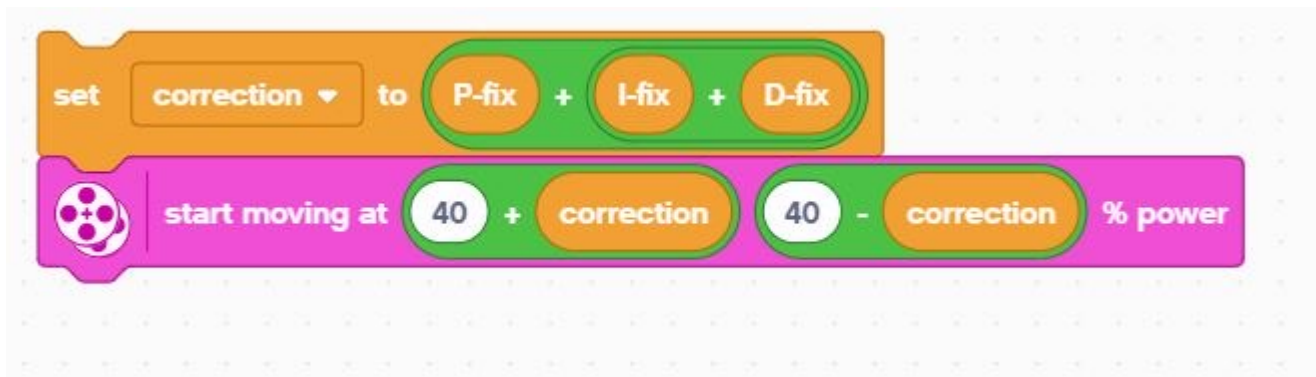 set correction to P-fix + I-fix + D-fix
start moving at 40 + correction 40 - correction % power